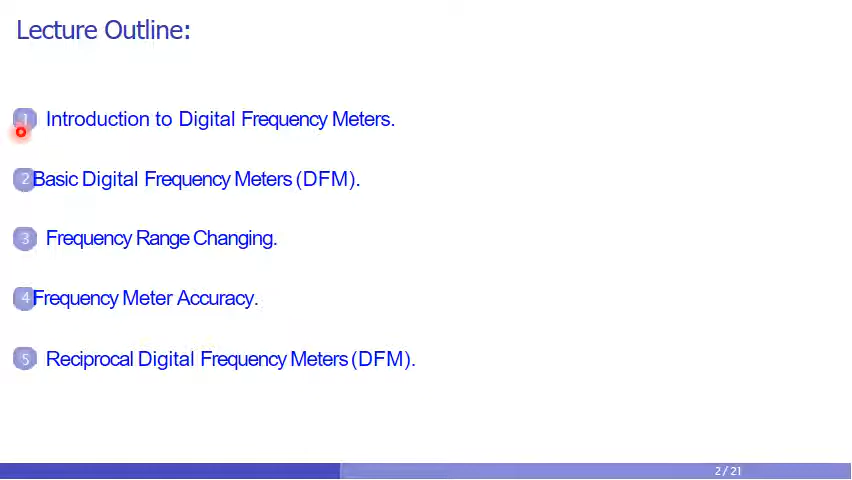 Lecture Outline:
1 Introduction to Digital Frequency Meters.
2 Basic Digital Frequency Meters (DFM).
3 Frequency Range Changing.
4 Frequency Meter Accuracy.
5 Reciprocal Digital Frequency Meters (DFM).
2 / 21